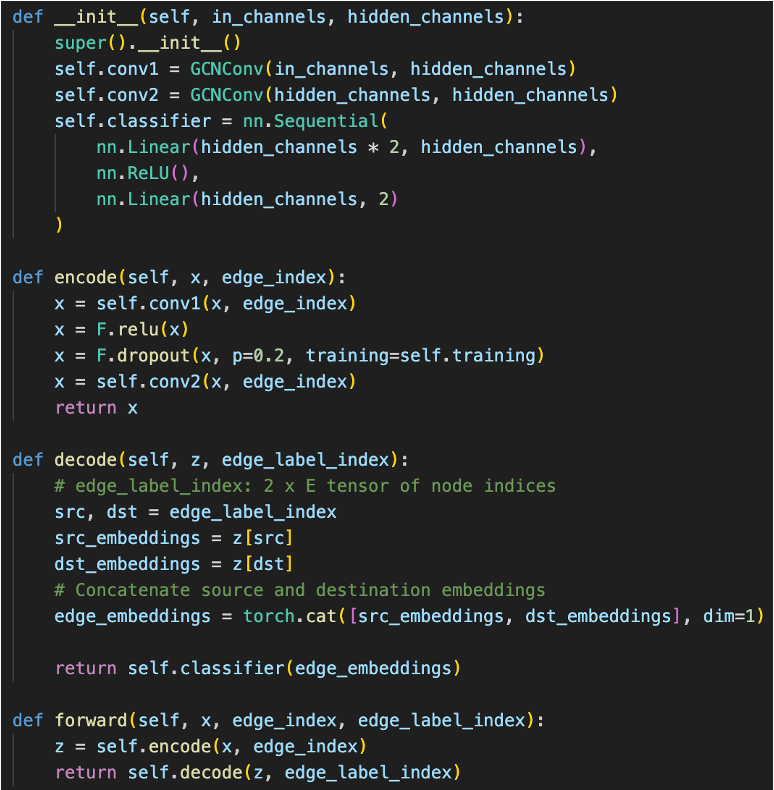 def __init__(self, in_channels, hidden_channels):
    super().__init__()
    self.conv1 = GCNConv(in_channels, hidden_channels)
    self.conv2 = GCNConv(hidden_channels, hidden_channels)
    self.classifier = nn.Sequential(
        nn.Linear(hidden_channels * 2, hidden_channels),
        nn.ReLU(),
        nn.Linear(hidden_channels, 2)
    )

def encode(self, x, edge_index):
    x = self.conv1(x, edge_index)
    x = F.relu(x)
    x = F.dropout(x, p=0.2, training=self.training)
    x = self.conv2(x, edge_index)
    return x

def decode(self, z, edge_label_index):
    # edge_label_index: 2 x E tensor of node indices
    src, dst = edge_label_index
    src_embeddings = z[src]
    dst_embeddings = z[dst]
    # Concatenate source and destination embeddings
    edge_embeddings = torch.cat([src_embeddings, dst_embeddings], dim=1)

    return self.classifier(edge_embeddings)

def forward(self, x, edge_index, edge_label_index):
    z = self.encode(x, edge_index)
    return self.decode(z, edge_label_index)